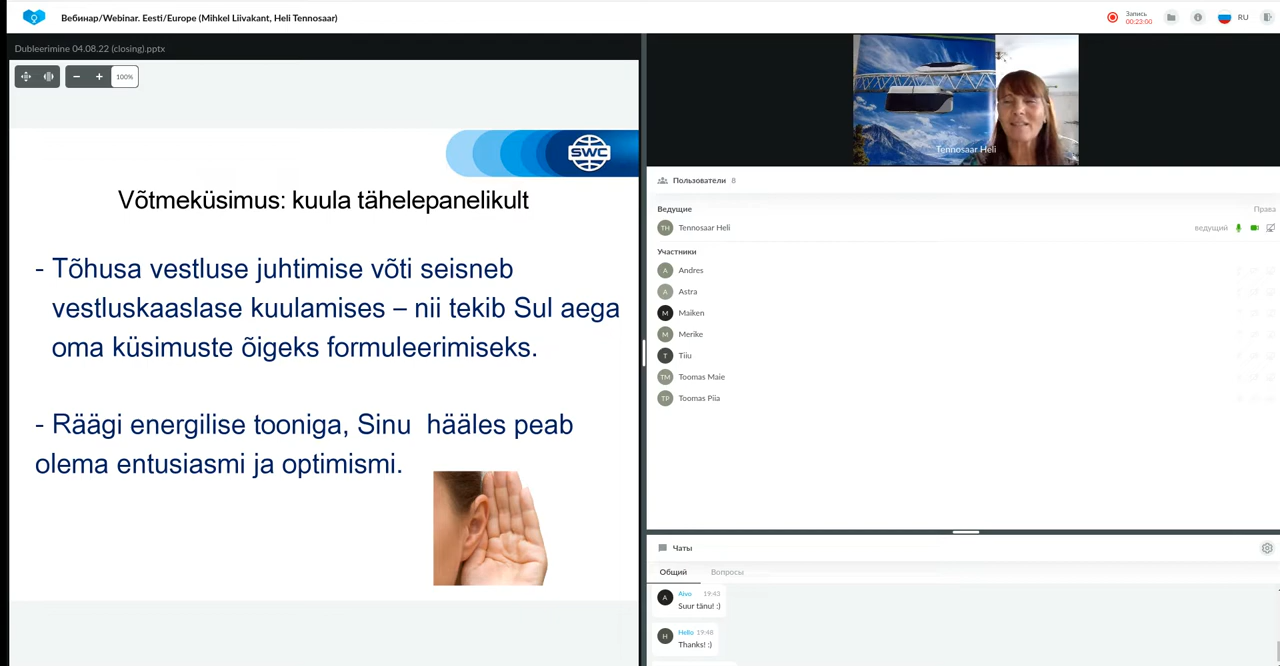 Вебинар/Webinar. Eesti/Europe (Mihkel Liivakant, Heli Tennosaar)
Запись
00:23:00
RU
Dubleerimine 04.08.22 (closing).pptx
100%
SWC
Võtmeküsimus: kuula tähelepanelikult
- Tõhusa vestluse juhtimise võti seisneb
vestluskaaslase kuulamises – nii tekib Sul aega
oma küsimuste õigeks formuleerimiseks.
- Räägi energilise tooniga, Sinu hääles peab
olema entusiasmi ja optimismi.
Tennosaar Heli
Пользователи 8
Ведущие Права
TH Tennosaar Heli ведущий
Участники
A Andres
A Astra
M Maiken
M Merike
T Tiiu
TM Toomas Maie
TP Toomas Piia
Чаты
Общий Вопросы
A Aivo 19:43
Suur tänu! :)
H Hello 19:48
Thanks! :)